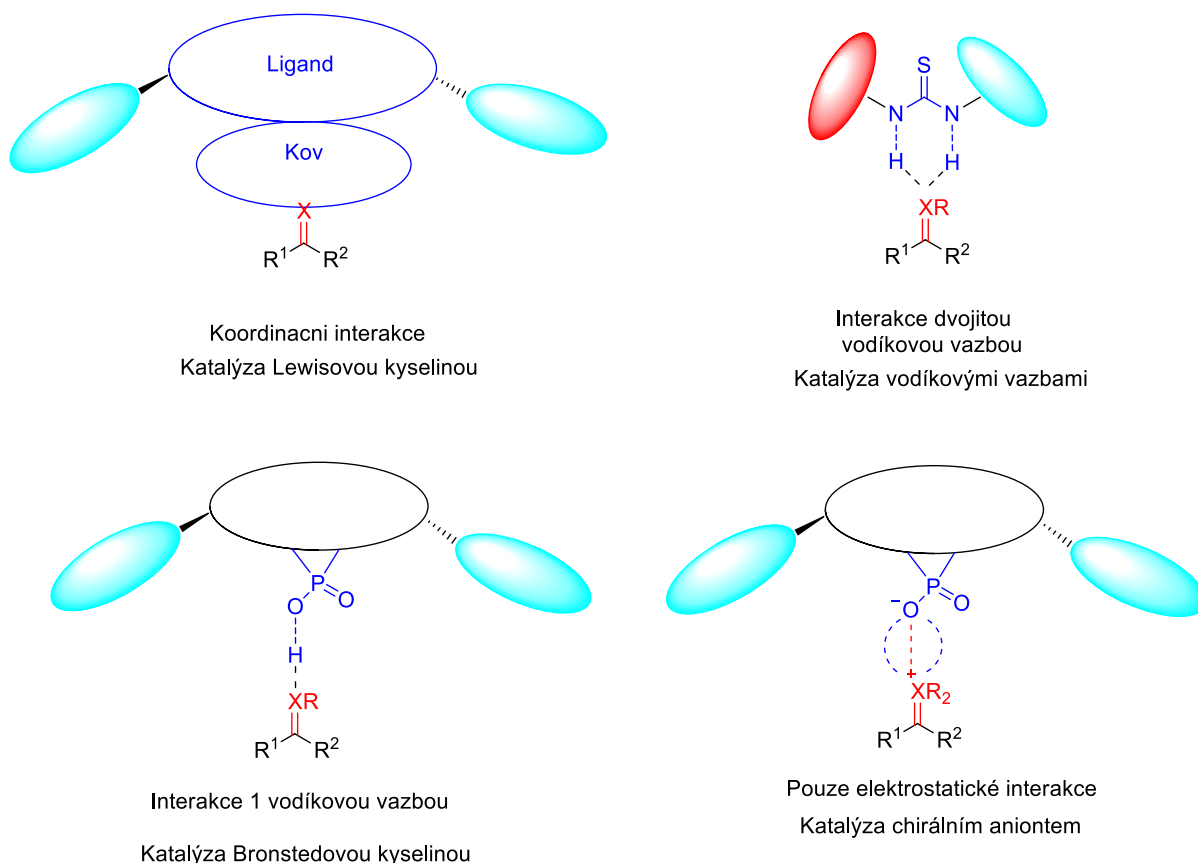 Ligand
Kov
X
R¹ R²
Koordinacni interakce
Katalýza Lewisovou kyselinou
S
N N
H H
XR
R¹ R²
Interakce dvojitou
vodíkovou vazbou
Katalýza vodíkovými vazbami
P
O O
H
XR
R¹ R²
Interakce 1 vodíkovou vazbou
Katalýza Bronstedovou kyselinou
P
− O O
+
XR₂
R¹ R²
Pouze elektrostatické interakce
Katalýza chirálním aniontem